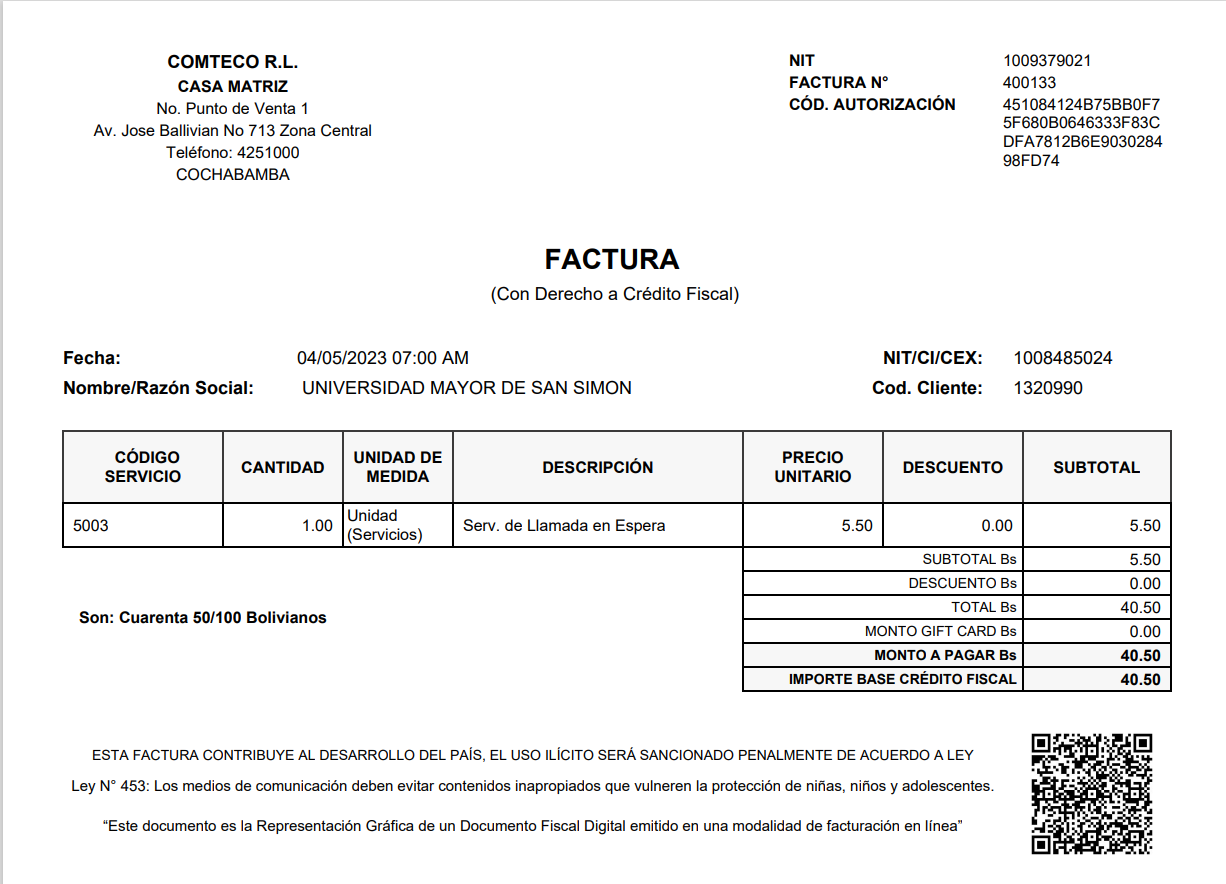 COMTECO R.L.
CASA MATRIZ
No. Punto de Venta 1
Av. Jose Ballivian No 713 Zona Central
Teléfono: 4251000
COCHABAMBA
NIT 1009379021
FACTURA N° 400133
CÓD. AUTORIZACIÓN 451084124B75BB0F7
5F680B0646333F83C
DFA7812B6E9030284
98FD74
FACTURA
(Con Derecho a Crédito Fiscal)
Fecha: 04/05/2023 07:00 AM NIT/CI/CEX: 1008485024
Nombre/Razón Social: UNIVERSIDAD MAYOR DE SAN SIMON Cod. Cliente: 1320990
CÓDIGO SERVICIO CANTIDAD UNIDAD DE MEDIDA DESCRIPCIÓN PRECIO UNITARIO DESCUENTO SUBTOTAL
5003 1.00 Unidad (Servicios) Serv. de Llamada en Espera 5.50 0.00 5.50
SUBTOTAL Bs 5.50
DESCUENTO Bs 0.00
TOTAL Bs 40.50
Son: Cuarenta 50/100 Bolivianos
MONTO GIFT CARD Bs 0.00
MONTO A PAGAR Bs 40.50
IMPORTE BASE CRÉDITO FISCAL 40.50
ESTA FACTURA CONTRIBUYE AL DESARROLLO DEL PAÍS, EL USO ILÍCITO SERÁ SANCIONADO PENALMENTE DE ACUERDO A LEY
Ley N° 453: Los medios de comunicación deben evitar contenidos inapropiados que vulneren la protección de niñas, niños y adolescentes.
“Este documento es la Representación Gráfica de un Documento Fiscal Digital emitido en una modalidad de facturación en línea”